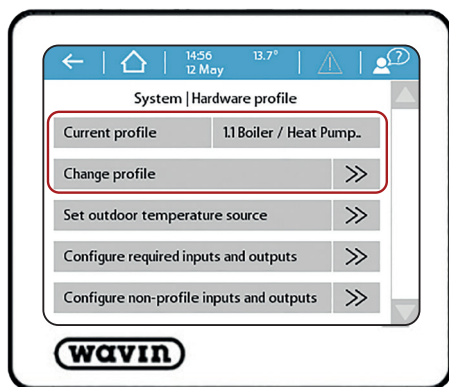 14:56 13.7°
12 May
?
System | Hardware profile
Current profile 1.1 Boiler / Heat Pump..
Change profile >>
Set outdoor temperature source >>
Configure required inputs and outputs >>
Configure non-profile inputs and outputs >>
wavin